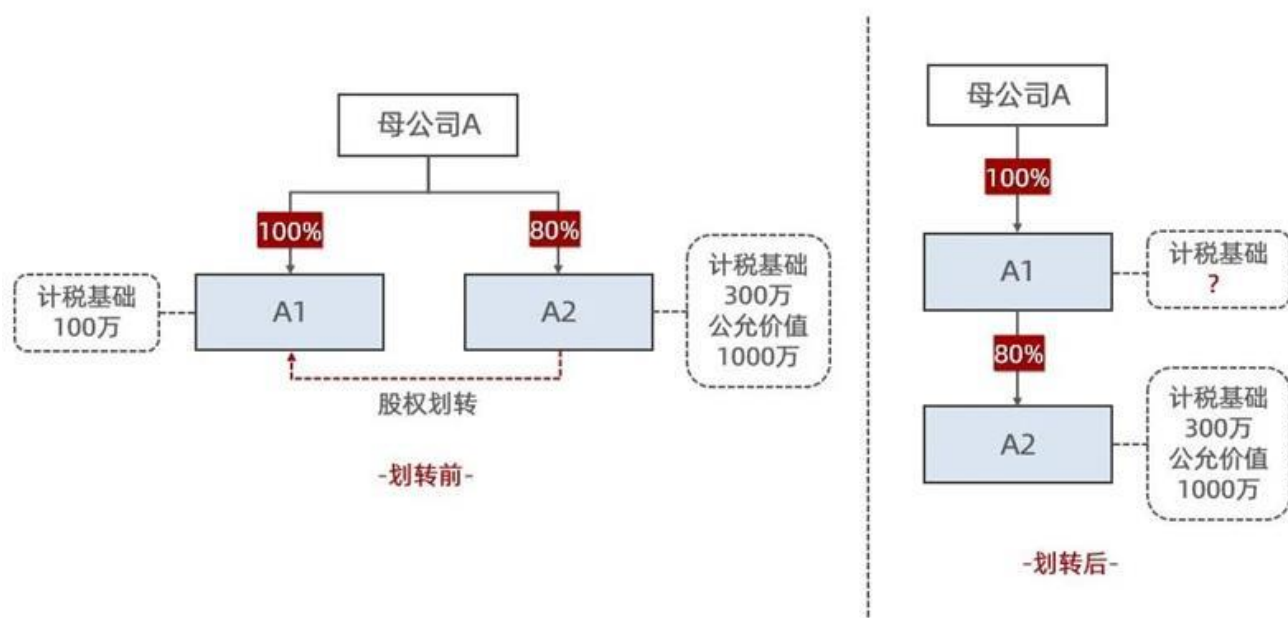 母公司A
100%
80%
计税基础
100万
A1
A2
计税基础
300万
公允价值
1000万
股权划转
-划转前-
母公司A
100%
A1
计税基础
?
80%
A2
计税基础
300万
公允价值
1000万
-划转后-